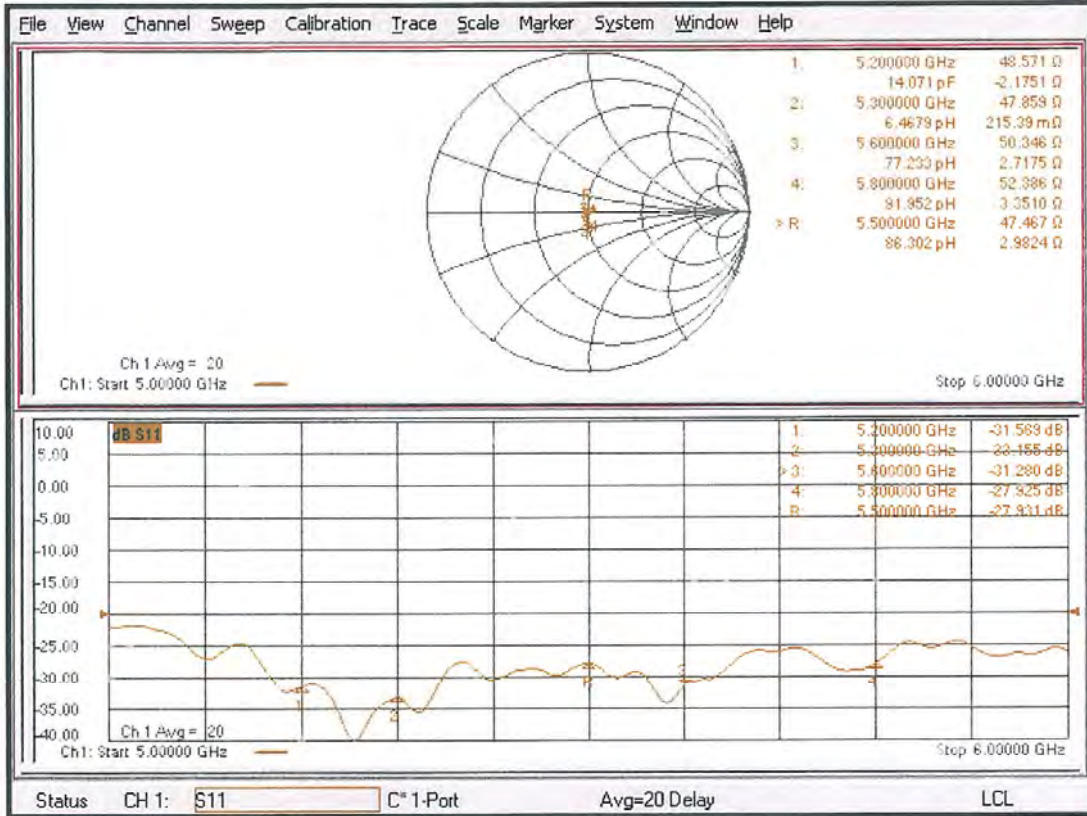 File View Channel Sweep Calibration Trace Scale Marker System Window Help
1: 5.200000 GHz 48.571 Ω
14.071 pF -2.1751 Ω
2: 5.300000 GHz 47.859 Ω
6.4679 pH 215.39 mΩ
3: 5.600000 GHz 50.346 Ω
77.233 pH 2.7175 Ω
4: 5.800000 GHz 52.386 Ω
91.952 pH 3.3510 Ω
> R: 5.500000 GHz 47.467 Ω
86.302 pH 2.9824 Ω
Ch 1 Avg = 20
Ch1: Start 5.00000 GHz Stop 6.00000 GHz
10.00 dB S11 1: 5.200000 GHz -31.569 dB
5.00 2: 5.300000 GHz -33.155 dB
> 3: 5.600000 GHz -31.280 dB
0.00 4: 5.800000 GHz -27.925 dB
R: 5.500000 GHz -27.931 dB
-5.00
-10.00
-15.00
-20.00
-25.00
-30.00
-35.00
-40.00
1
2
R
3
4
Ch 1 Avg = 20
Ch1: Start 5.00000 GHz Stop 6.00000 GHz
Status CH 1: S11 C* 1-Port Avg=20 Delay LCL